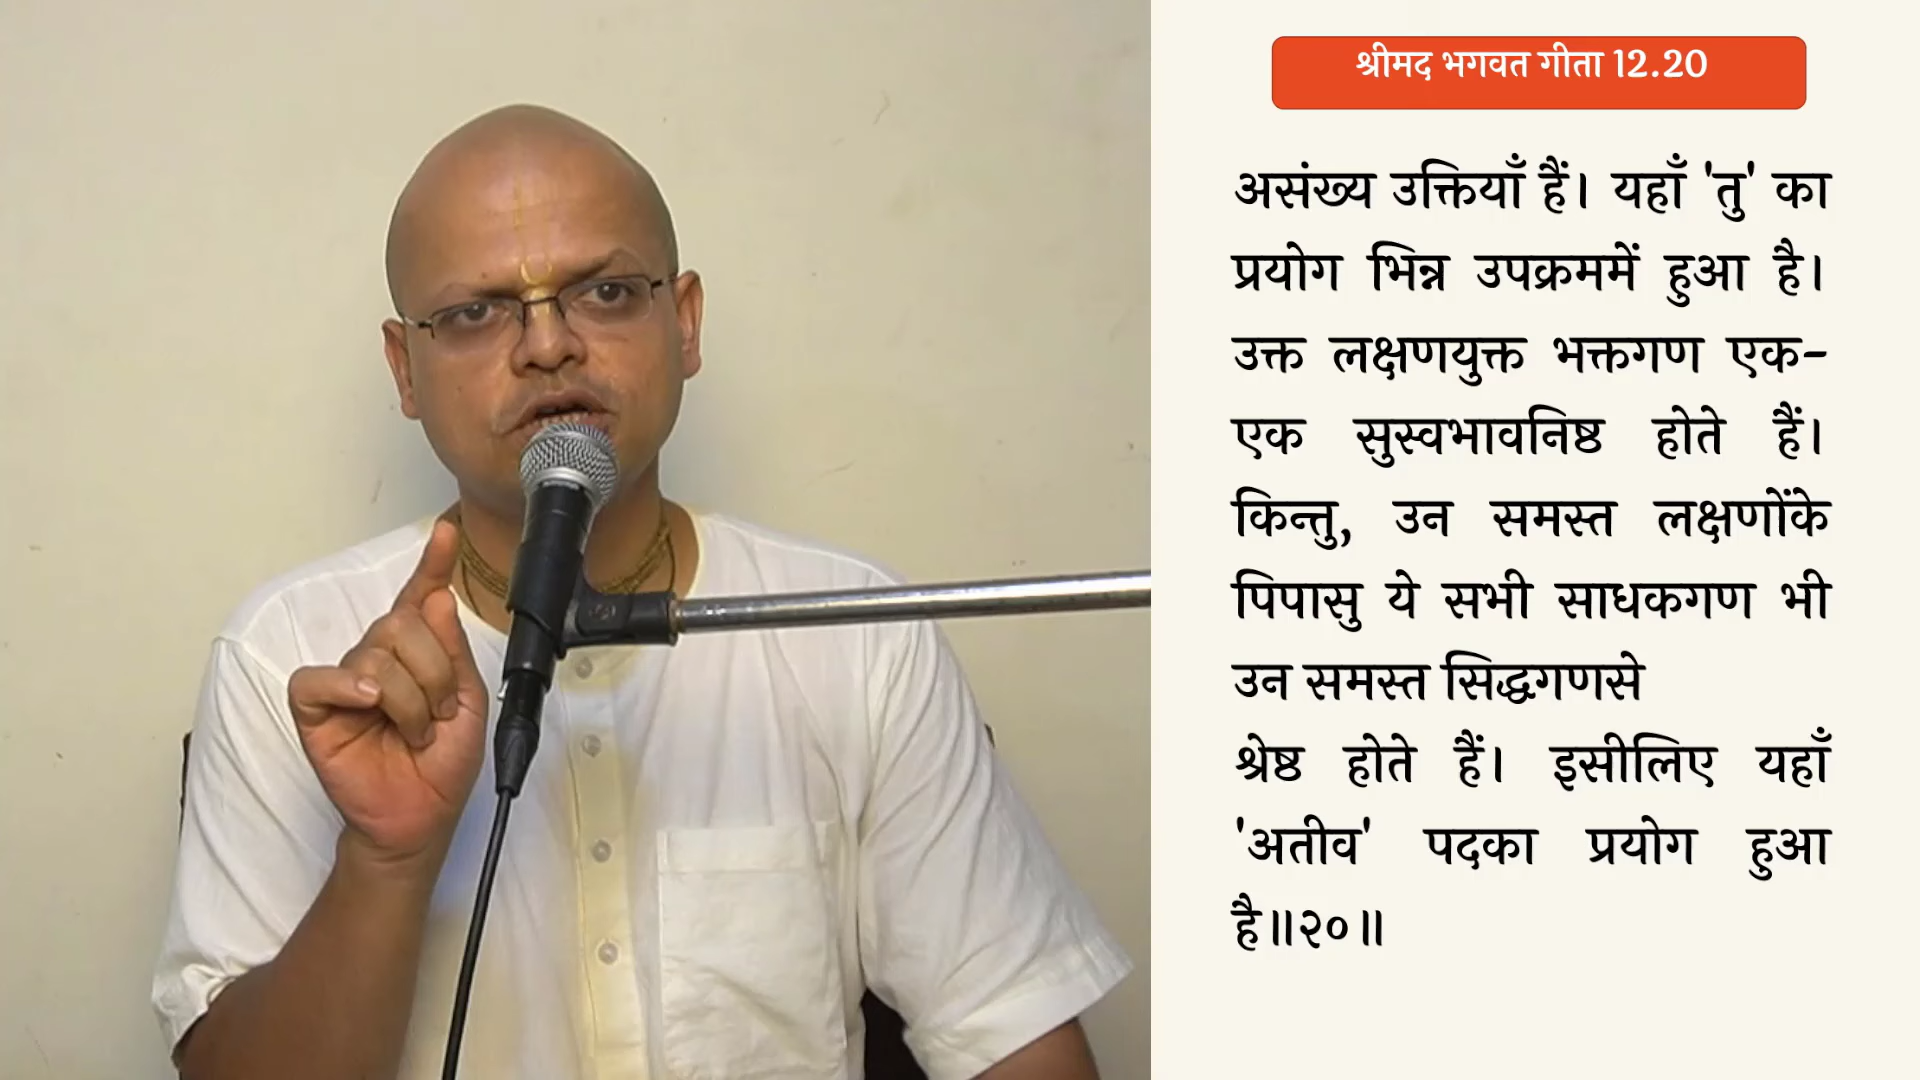 श्रीमद भगवत गीता 12.20
असंख्य उक्तियाँ हैं। यहाँ 'तु' का
प्रयोग भिन्न उपक्रममें हुआ है।
उक्त लक्षणयुक्त भक्तगण एक-
एक सुस्वभावनिष्ठ होते हैं।
किन्तु, उन समस्त लक्षणोंके
पिपासु ये सभी साधकगण भी
उन समस्त सिद्धगणसे
श्रेष्ठ होते हैं। इसीलिए यहाँ
'अतीव' पदका प्रयोग हुआ
है॥२०॥